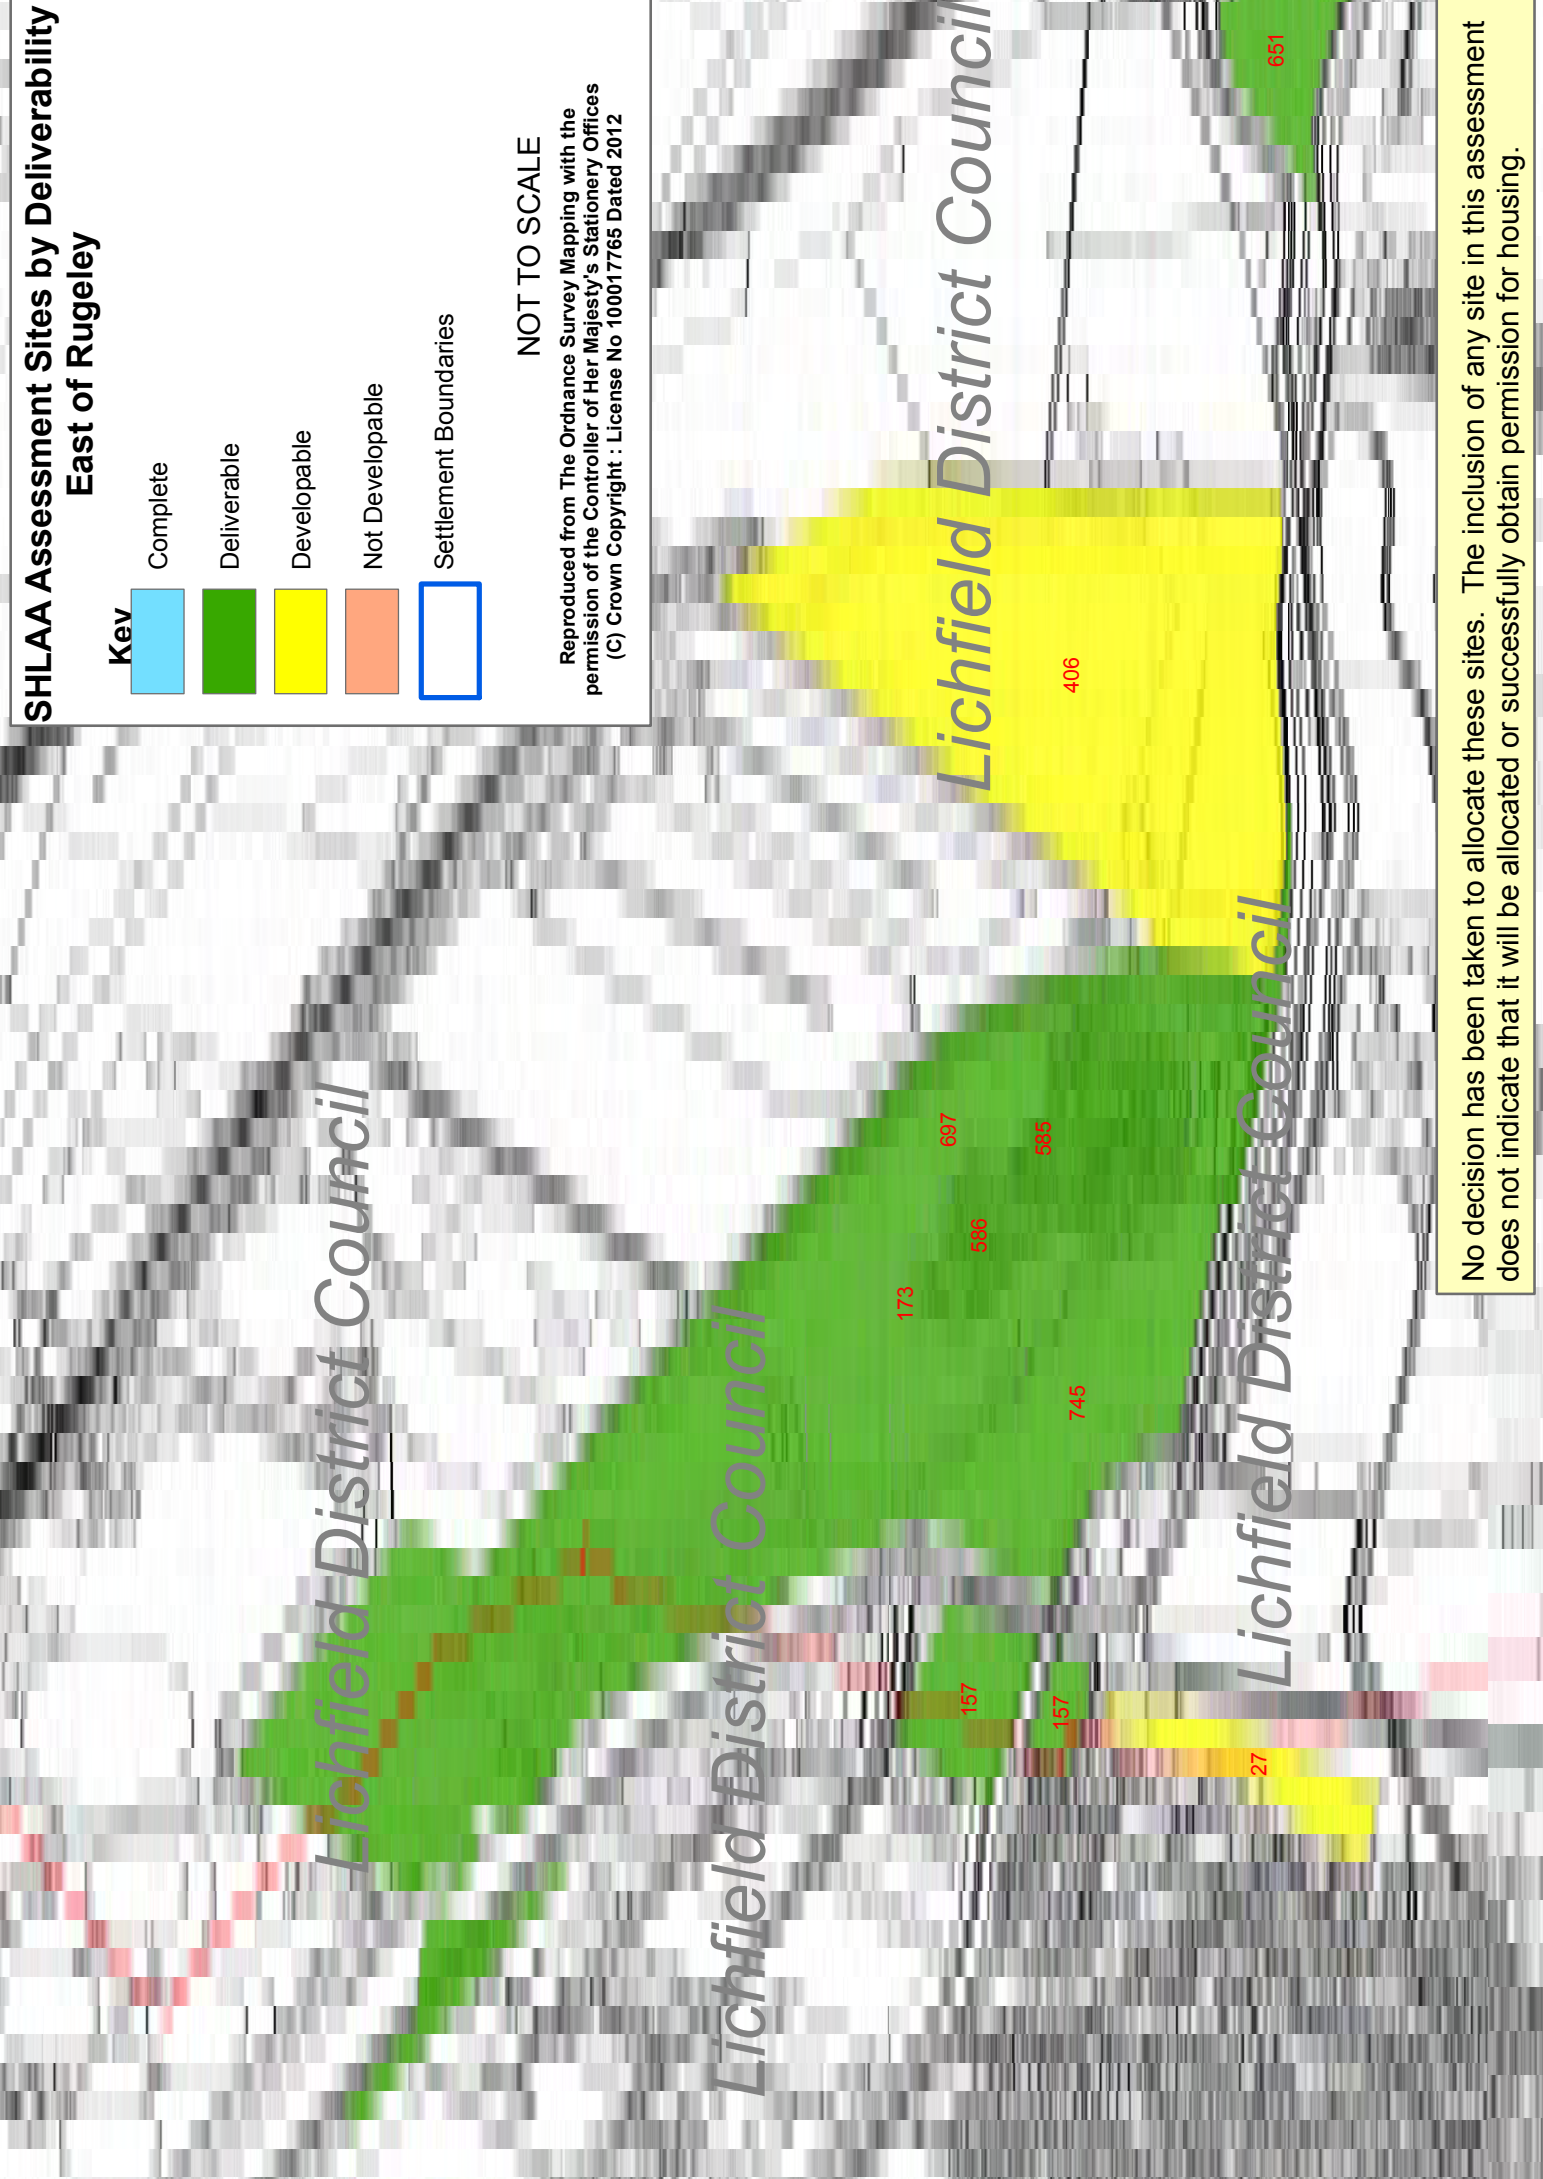 SHLAA Assessment Sites by Deliverability
East of Rugeley
Key
Complete
Deliverable
Developable
Not Developable
Settlement Boundaries
NOT TO SCALE
Reproduced from The Ordnance Survey Mapping with the
permission of the Controller of Her Majesty's Stationery Offices
(C) Crown Copyright : License No 100017765 Dated 2012
Lichfield District Council
Lichfield District Council
Lichfield District Council
Lichfield District Council
651
406
697
585
586
173
745
157
157
27
No decision has been taken to allocate these sites. The inclusion of any site in this assessment
does not indicate that it will be allocated or successfully obtain permission for housing.